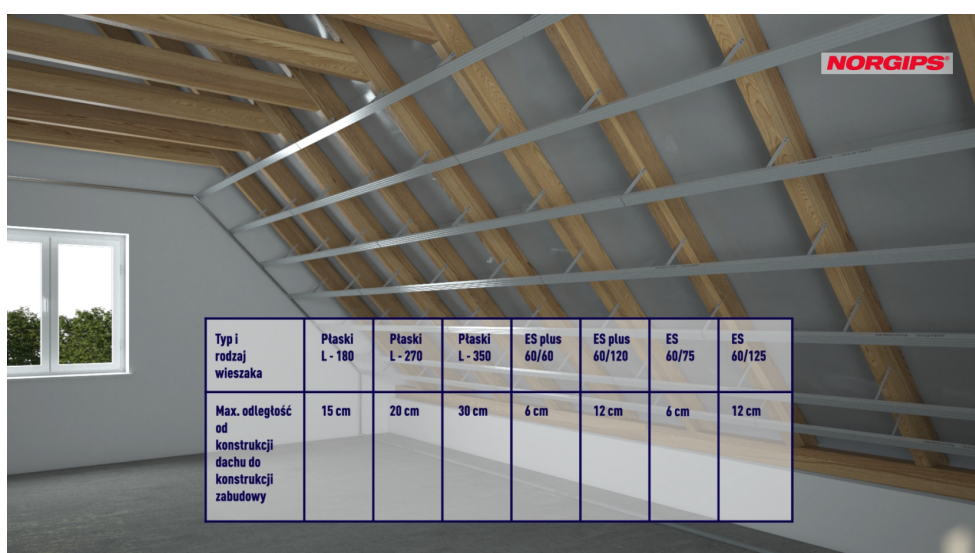 NORGIPS®
Typ i
rodzaj
wieszaka
Płaski
L - 180
Płaski
L - 270
Płaski
L - 350
ES plus
60/60
ES plus
60/120
ES
60/75
ES
60/125
Max. odległość
od
konstrukcji
dachu do
konstrukcji
zabudowy
15 cm
20 cm
30 cm
6 cm
12 cm
6 cm
12 cm